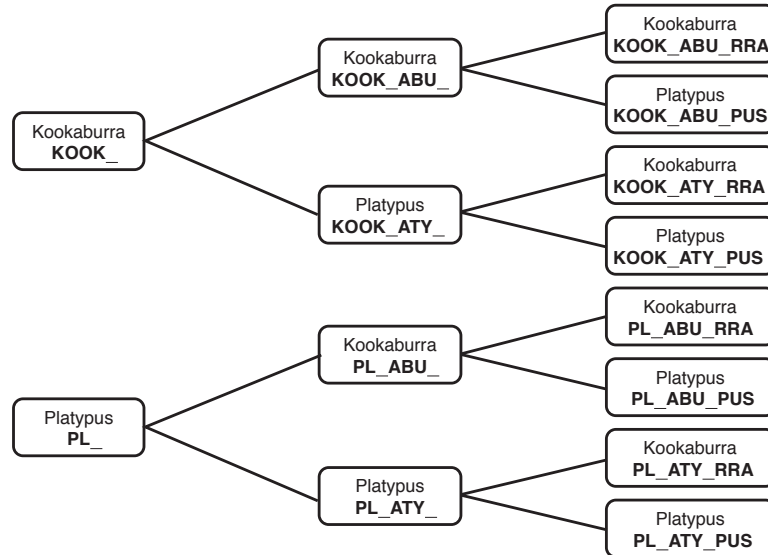 Kookaburra
KOOK_
Platypus
PL_
Kookaburra
KOOK_ABU_
Platypus
KOOK_ATY_
Kookaburra
PL_ABU_
Platypus
PL_ATY_
Kookaburra
KOOK_ABU_RRA
Platypus
KOOK_ABU_PUS
Kookaburra
KOOK_ATY_RRA
Platypus
KOOK_ATY_PUS
Kookaburra
PL_ABU_RRA
Platypus
PL_ABU_PUS
Kookaburra
PL_ATY_RRA
Platypus
PL_ATY_PUS